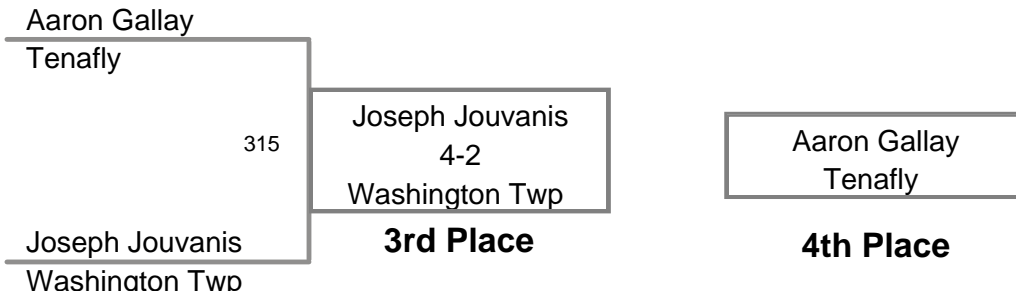 Aaron Gallay
Tenafly
315
Joseph Jouvanis
4-2
Washington Twp
3rd Place
Joseph Jouvanis
Washington Twp
Aaron Gallay
Tenafly
4th Place